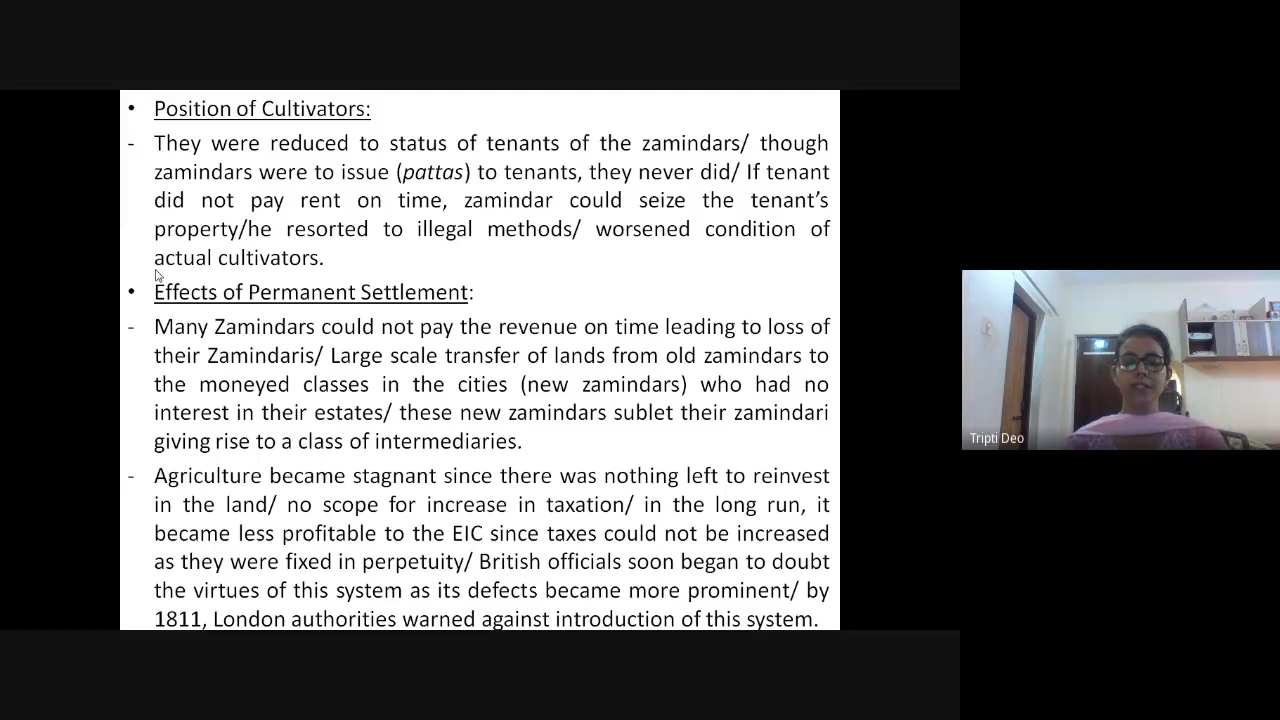 • Position of Cultivators:
- They were reduced to status of tenants of the zamindars/ though
zamindars were to issue (pattas) to tenants, they never did/ If tenant
did not pay rent on time, zamindar could seize the tenant’s
property/he resorted to illegal methods/ worsened condition of
actual cultivators.
• Effects of Permanent Settlement:
- Many Zamindars could not pay the revenue on time leading to loss of
their Zamindaris/ Large scale transfer of lands from old zamindars to
the moneyed classes in the cities (new zamindars) who had no
interest in their estates/ these new zamindars sublet their zamindari
giving rise to a class of intermediaries.
- Agriculture became stagnant since there was nothing left to reinvest
in the land/ no scope for increase in taxation/ in the long run, it
became less profitable to the EIC since taxes could not be increased
as they were fixed in perpetuity/ British officials soon began to doubt
the virtues of this system as its defects became more prominent/ by
1811, London authorities warned against introduction of this system.
Tripti Deo